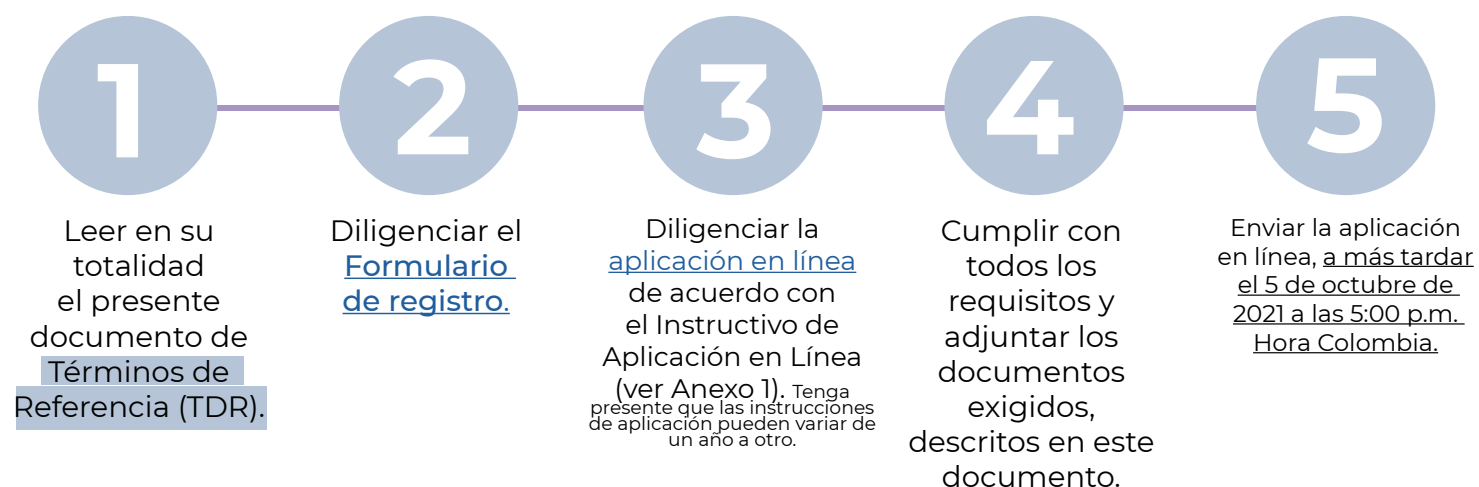 1
Leer en su
totalidad
el presente
documento de
Términos de
Referencia (TDR).
2
Diligenciar el
Formulario
de registro.
3
Diligenciar la
aplicación en línea
de acuerdo con
el Instructivo de
Aplicación en Línea
(ver Anexo 1). Tenga
presente que las instrucciones
de aplicación pueden variar de
un año a otro.
4
Cumplir con
todos los
requisitos y
adjuntar los
documentos
exigidos,
descritos en este
documento.
5
Enviar la aplicación
en línea, a más tardar
el 5 de octubre de
2021 a las 5:00 p.m.
Hora Colombia.